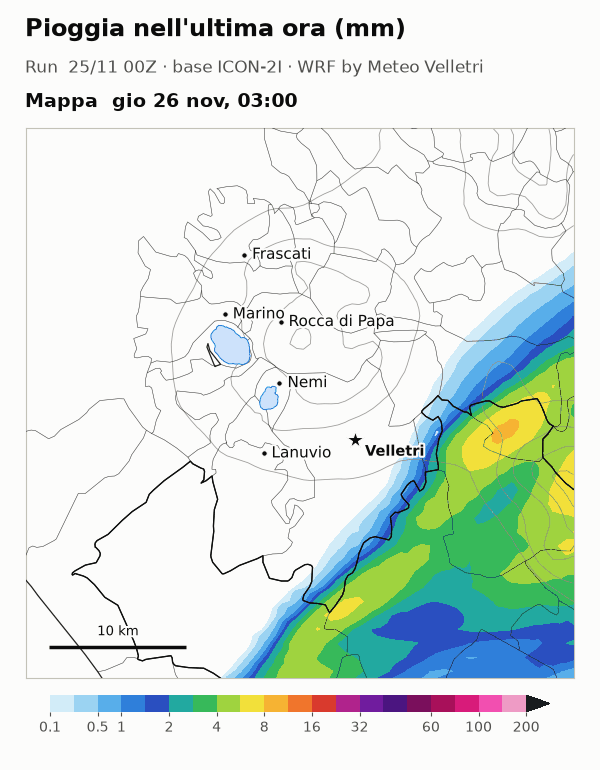 Pioggia nell'ultima ora (mm)
Run  25/11 00Z · base ICON-2I · WRF by Meteo Velletri
Mappa  gio 26 nov, 03:00
Frascati
Marino
Rocca di Papa
Nemi
Velletri
Lanuvio
10 km
0.1 0.5 1 2 4 8 16 32 60 100 200